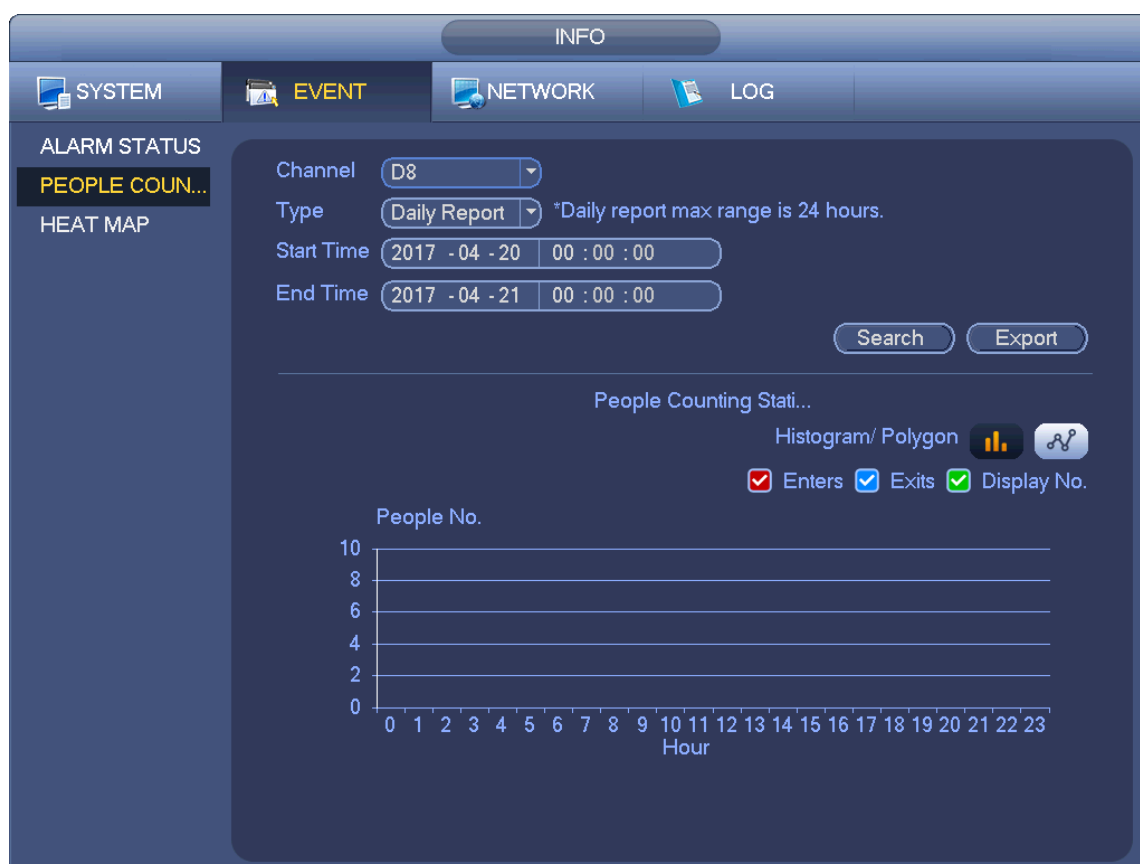 INFO
SYSTEM EVENT NETWORK LOG
ALARM STATUS
PEOPLE COUN...
HEAT MAP
Channel D8
Type Daily Report *Daily report max range is 24 hours.
Start Time 2017 - 04 - 20 00 : 00 : 00
End Time 2017 - 04 - 21 00 : 00 : 00
Search Export
People Counting Stati...
Histogram/ Polygon
Enters Exits Display No.
People No.
10
8
6
4
2
0
0 1 2 3 4 5 6 7 8 9 10 11 12 13 14 15 16 17 18 19 20 21 22 23
Hour